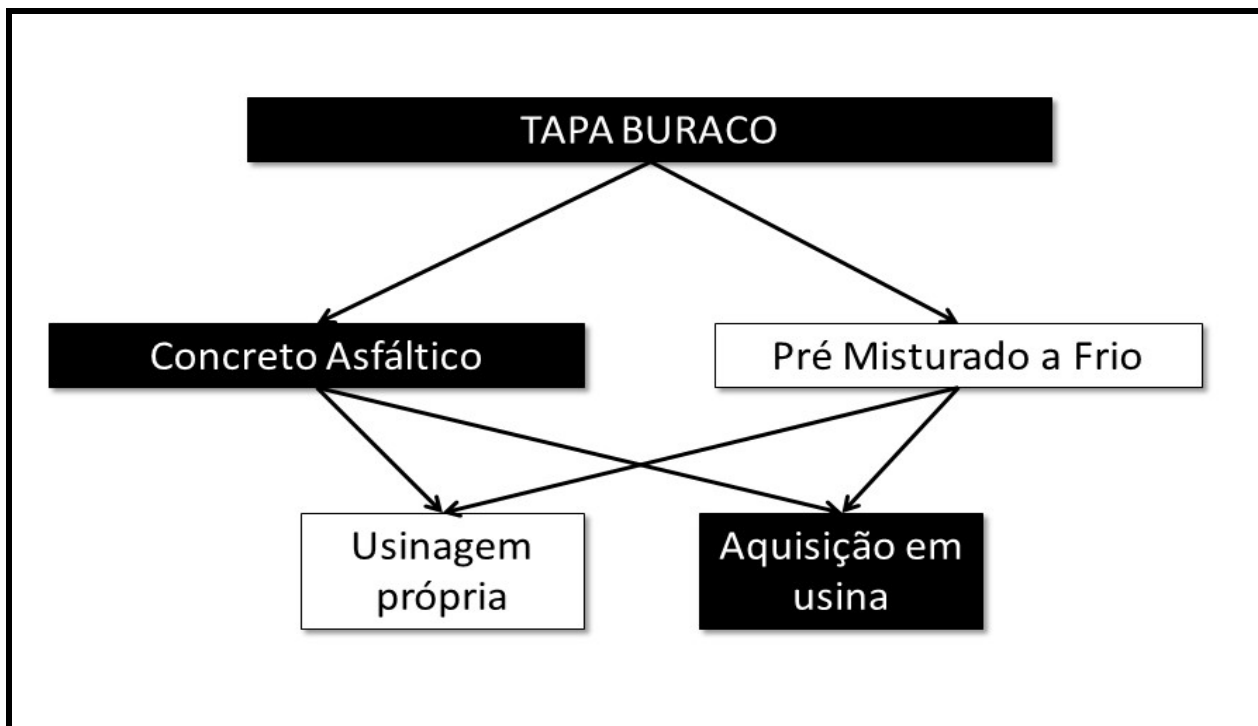 TAPA BURACO
Concreto Asfáltico
Pré Misturado a Frio
Usinagem
própria
Aquisição em
usina